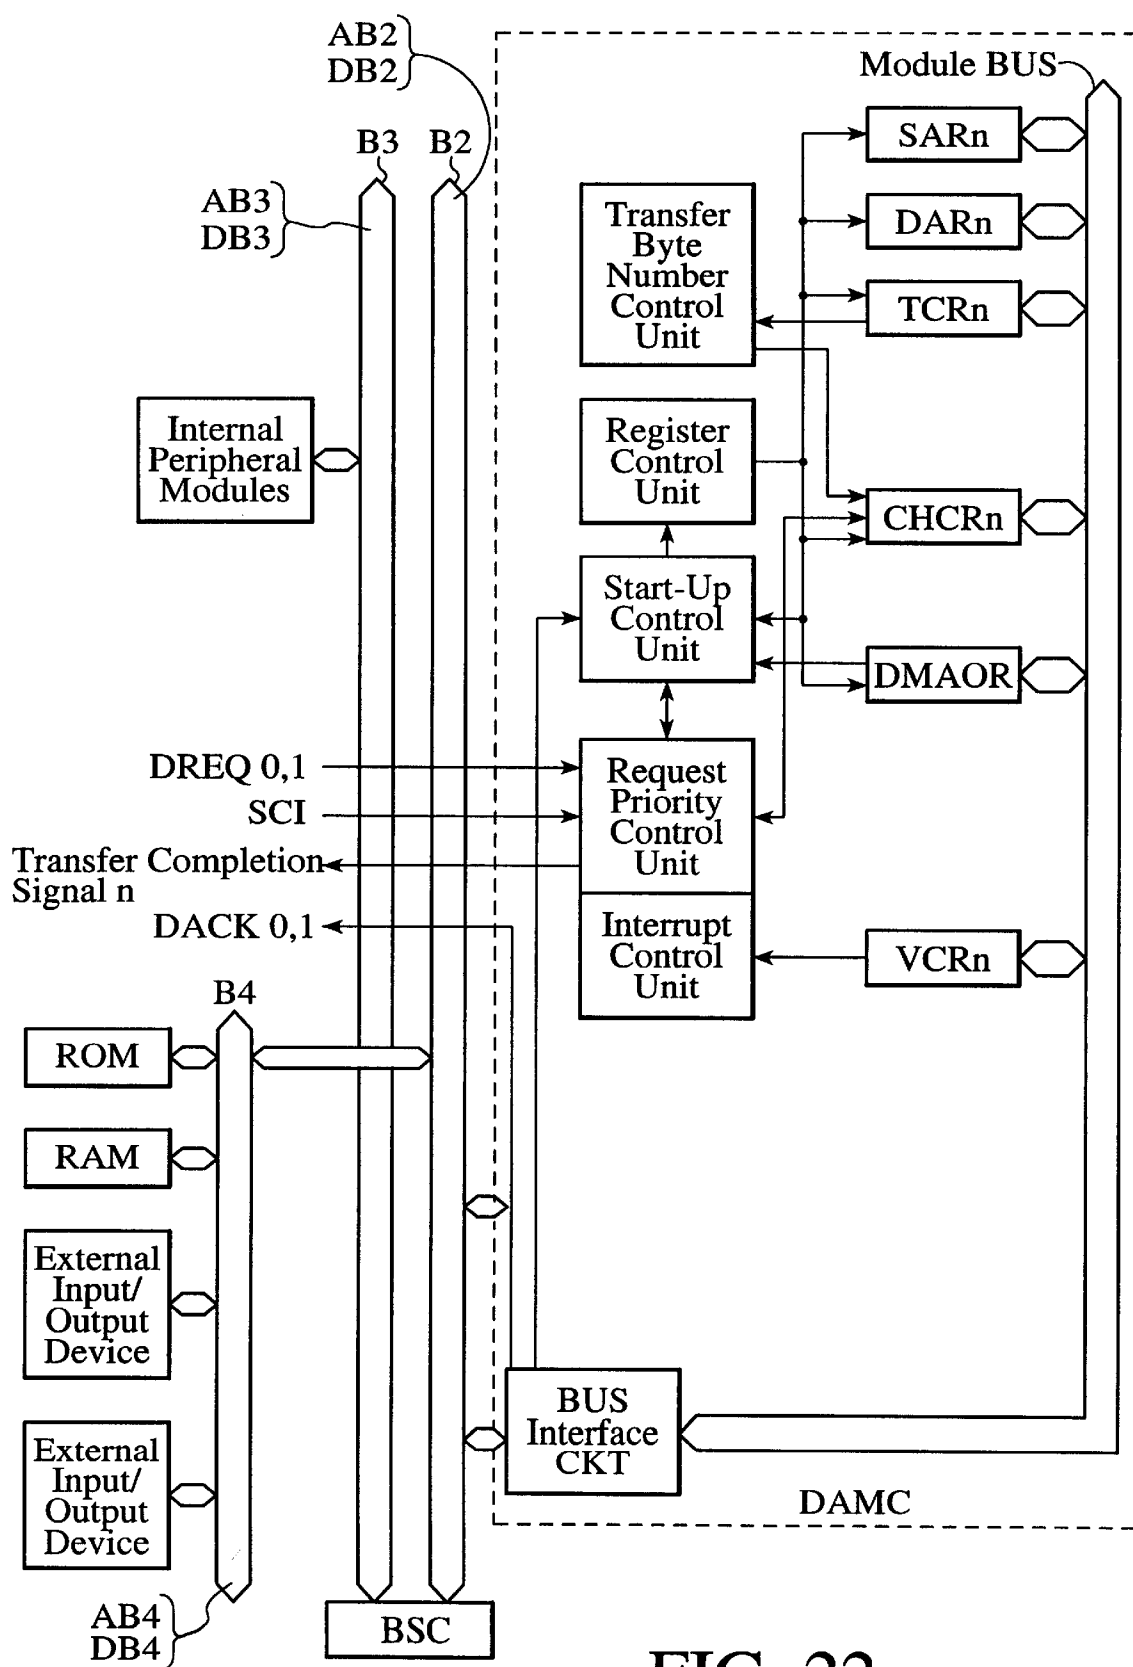 AB2
DB2
Module BUS
SARn
B3
B2
AB3
DB3
Transfer
Byte
Number
Control
Unit
DARn
TCRn
Internal
Peripheral
Modules
Register
Control
Unit
CHCRn
Start-Up
Control
Unit
DMAOR
DREQ 0,1
SCI
Transfer Completion
Signal n
DACK 0,1
Request
Priority
Control
Unit
Interrupt
Control
Unit
VCRn
B4
ROM
RAM
External
Input/
Output
Device
External
Input/
Output
Device
BUS
Interface
CKT
DAMC
AB4
DB4
BSC
FIG. 22